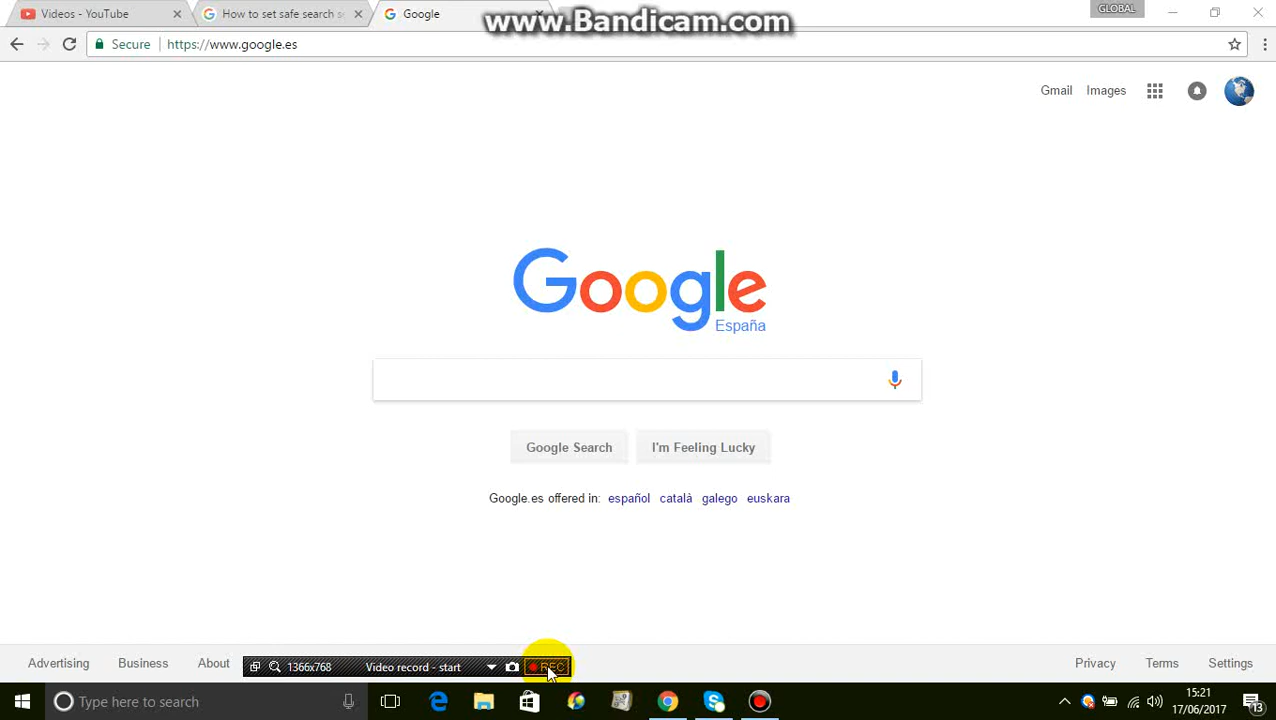 www.Bandicam.com
GLOBAL
Videos - YouTube
How to set safe search s
Google
Secure
https://www.google.es
Gmail
Images
Google
España
Google Search
I'm Feeling Lucky
Google.es offered in: español català galego euskara
Advertising
Business
About
1366x768
Video record - start
REC
Privacy
Terms
Settings
Type here to search
15:21
17/06/2017
13